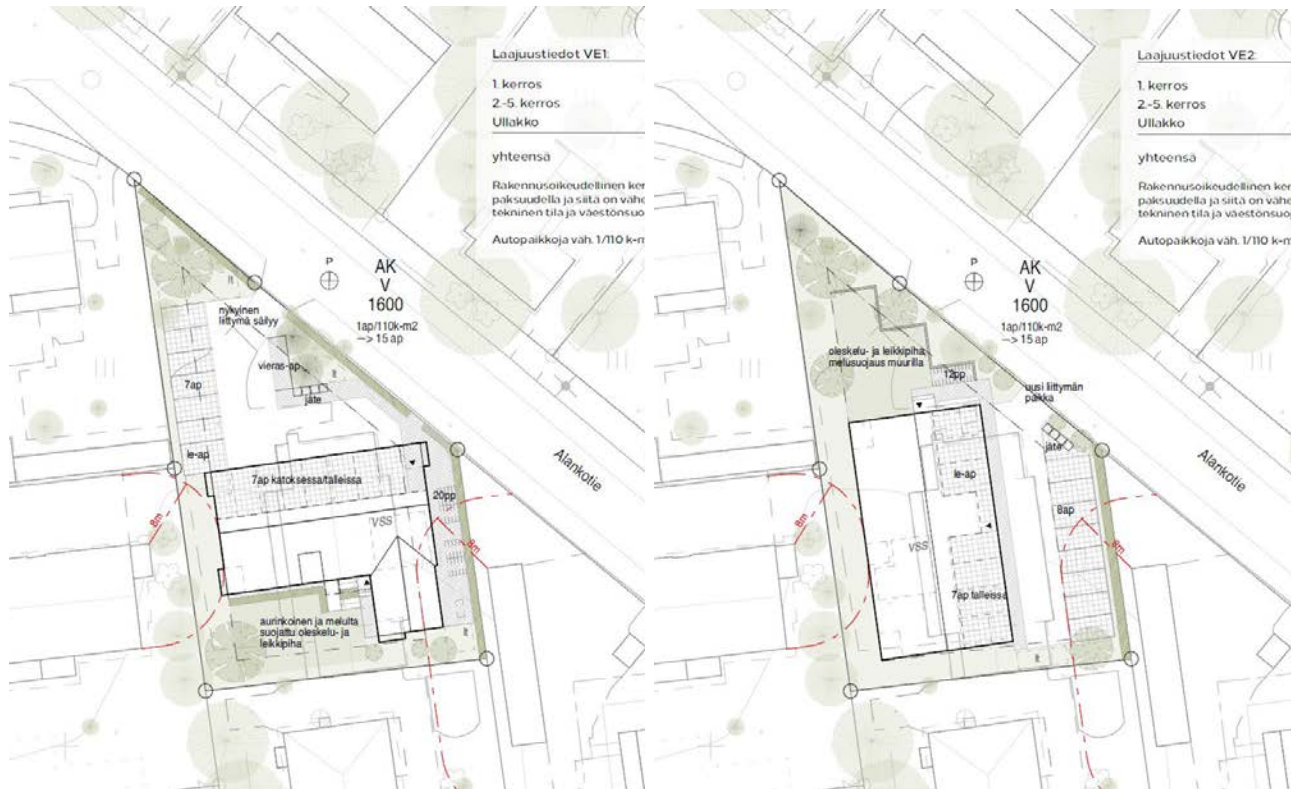 Laajuustiedot VE1:
1. kerros
2.-5. kerros
Ullakko
yhteensä
Rakennusoikeudellinen ker
paksuudella ja siitä on vähe
tekninen tila ja väestönsuo
Autopaikkoja väh. 1/110 k-m
P
AK
V
1600
1ap/110k-m2
--> 15 ap
lt
nykyinen
liittymä säilyy
vieras-ap
lt
7ap
jäte
le-ap
Alankotie
7ap katoksessa/talleissa
20pp
8m
VSS
8m
aurinkoinen ja melulta
suojattu oleskelu- ja
leikkipiha
Laajuustiedot VE2:
1. kerros
2.-5. kerros
Ullakko
yhteensä
Rakennusoikeudellinen ker
paksuudella ja siitä on vähe
tekninen tila ja väestönsuo
Autopaikkoja väh. 1/110 k-m
P
AK
V
1600
1ap/110k-m2
--> 15 ap
oleskelu- ja leikkipiha
melusuojaus muurilla
12pp
uusi liittymän
paikka
jäte
Alankotie
le-ap
8ap
8m
VSS
8m
7ap talleissa
lt